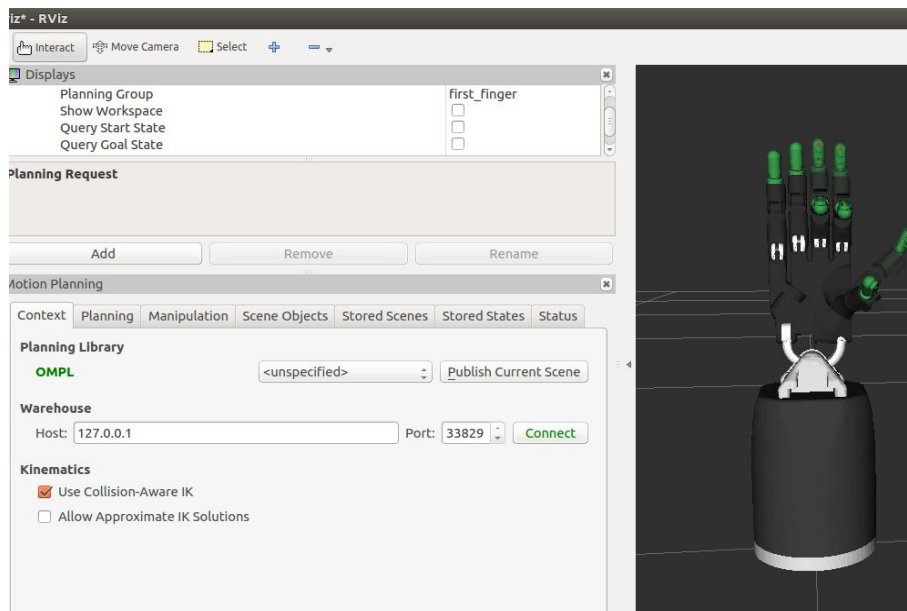 iz* - RViz
Interact Move Camera Select
Displays
Planning Group first_finger
Show Workspace
Query Start State
Query Goal State
Planning Request
Add Remove Rename
Motion Planning
Context Planning Manipulation Scene Objects Stored Scenes Stored States Status
Planning Library
OMPL <unspecified> Publish Current Scene
Warehouse
Host: 127.0.0.1 Port: 33829 Connect
Kinematics
Use Collision-Aware IK
Allow Approximate IK Solutions